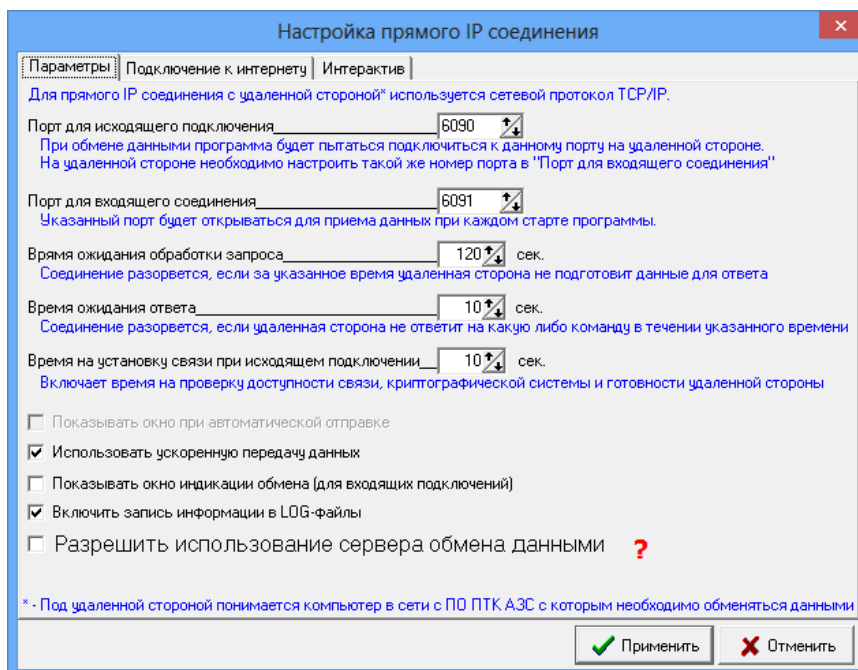 Настройка прямого IP соединения
Параметры Подключение к интернету Интерактив
Для прямого IP соединения с удаленной стороной* используется сетевой протокол TCP/IP.
Порт для исходящего подключения 6090
При обмене данными программа будет пытаться подключиться к данному порту на удаленной стороне.
На удаленной стороне необходимо настроить такой же номер порта в "Порт для входящего соединения"
Порт для входящего соединения 6091
Указанный порт будет открываться для приема данных при каждом старте программы.
Врямя ожидания обработки запроса 120 сек.
Соединение разорвется, если за указанное время удаленная сторона не подготовит данные для ответа
Время ожидания ответа 10 сек.
Соединение разорвется, если удаленная сторона не ответит на какую либо команду в течении указанного времени
Время на установку связи при исходящем подключении 10 сек.
Включает время на проверку доступности связи, криптографической системы и готовности удаленной стороны
Показывать окно при автоматической отправке
Использовать ускоренную передачу данных
Показывать окно индикации обмена (для входящих подключений)
Включить запись информации в LOG-файлы
Разрешить использование сервера обмена данными ?
* - Под удаленной стороной понимается компьютер в сети с ПО ПТК АЗС с которым необходимо обменяться данными
Применить Отменить